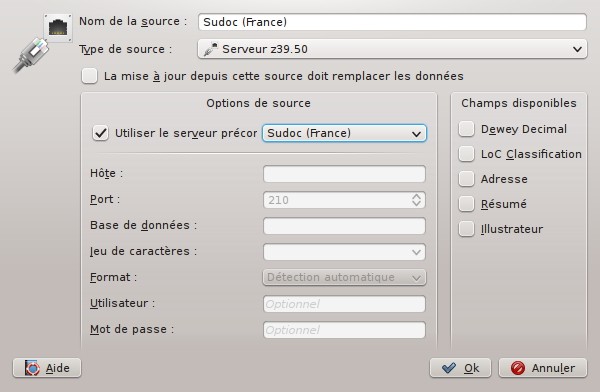 Nom de la source : Sudoc (France)
Type de source : Serveur z39.50
La mise à jour depuis cette source doit remplacer les données
Options de source
Utiliser le serveur précor Sudoc (France)
Hôte :
Port : 210
Base de données :
Jeu de caractères :
Format : Détection automatique
Utilisateur : Optionnel
Mot de passe : Optionnel
Champs disponibles
Dewey Decimal
LoC Classification
Adresse
Résumé
Illustrateur
Aide
Ok
Annuler